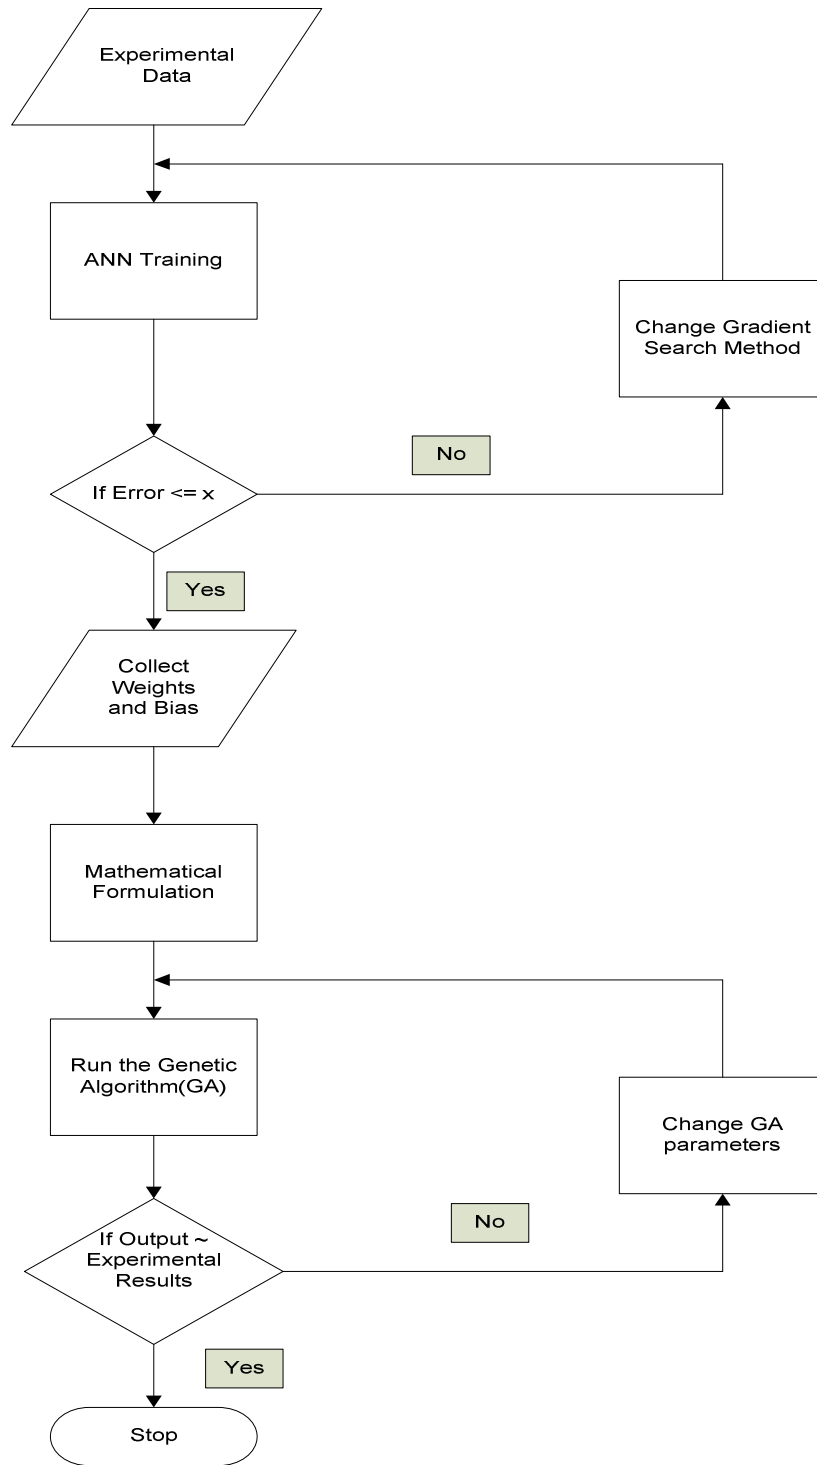 Experimental
Data
ANN Training
Change Gradient
Search Method
No
If Error <= x
Yes
Collect
Weights
and Bias
Mathematical
Formulation
Run the Genetic
Algorithm(GA)
Change GA
parameters
No
If Output ~
Experimental
Results
Yes
Stop